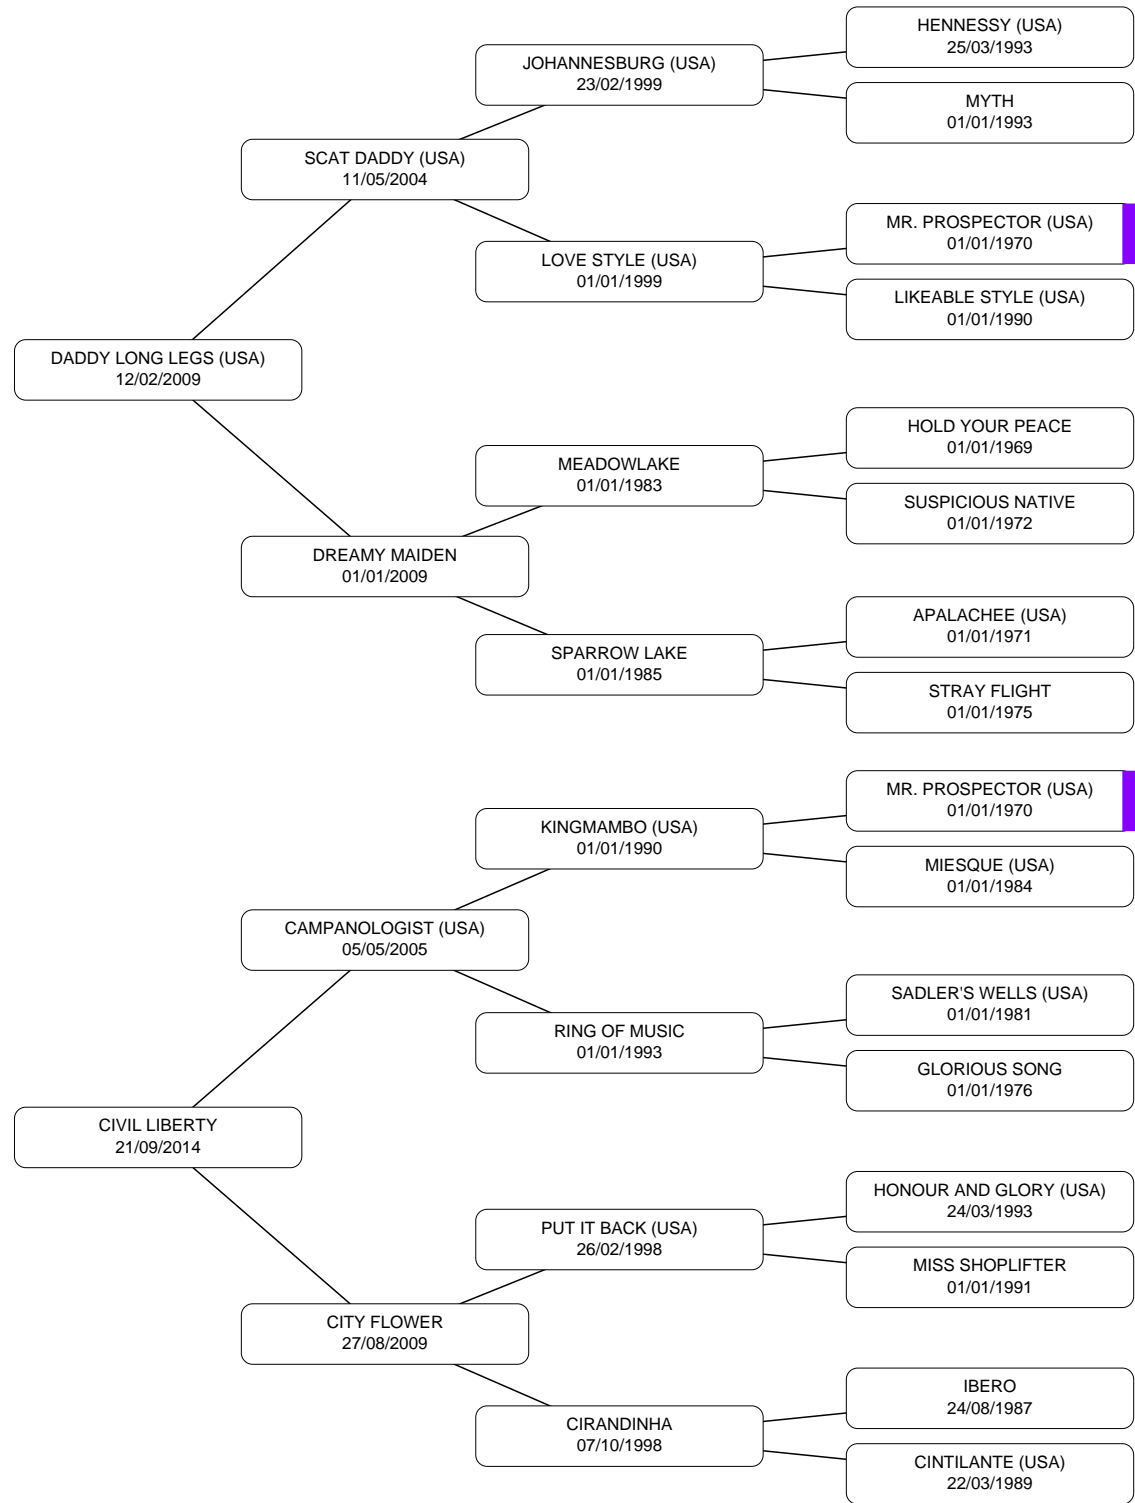 HENNESSY (USA)
25/03/1993
JOHANNESBURG (USA)
23/02/1999
MYTH
01/01/1993
SCAT DADDY (USA)
11/05/2004
MR. PROSPECTOR (USA)
01/01/1970
LOVE STYLE (USA)
01/01/1999
LIKEABLE STYLE (USA)
01/01/1990
DADDY LONG LEGS (USA)
12/02/2009
HOLD YOUR PEACE
01/01/1969
MEADOWLAKE
01/01/1983
SUSPICIOUS NATIVE
01/01/1972
DREAMY MAIDEN
01/01/2009
APALACHEE (USA)
01/01/1971
SPARROW LAKE
01/01/1985
STRAY FLIGHT
01/01/1975
MR. PROSPECTOR (USA)
01/01/1970
KINGMAMBO (USA)
01/01/1990
MIESQUE (USA)
01/01/1984
CAMPANOLOGIST (USA)
05/05/2005
SADLER'S WELLS (USA)
01/01/1981
RING OF MUSIC
01/01/1993
GLORIOUS SONG
01/01/1976
CIVIL LIBERTY
21/09/2014
HONOUR AND GLORY (USA)
24/03/1993
PUT IT BACK (USA)
26/02/1998
MISS SHOPLIFTER
01/01/1991
CITY FLOWER
27/08/2009
IBERO
24/08/1987
CIRANDINHA
07/10/1998
CINTILANTE (USA)
22/03/1989